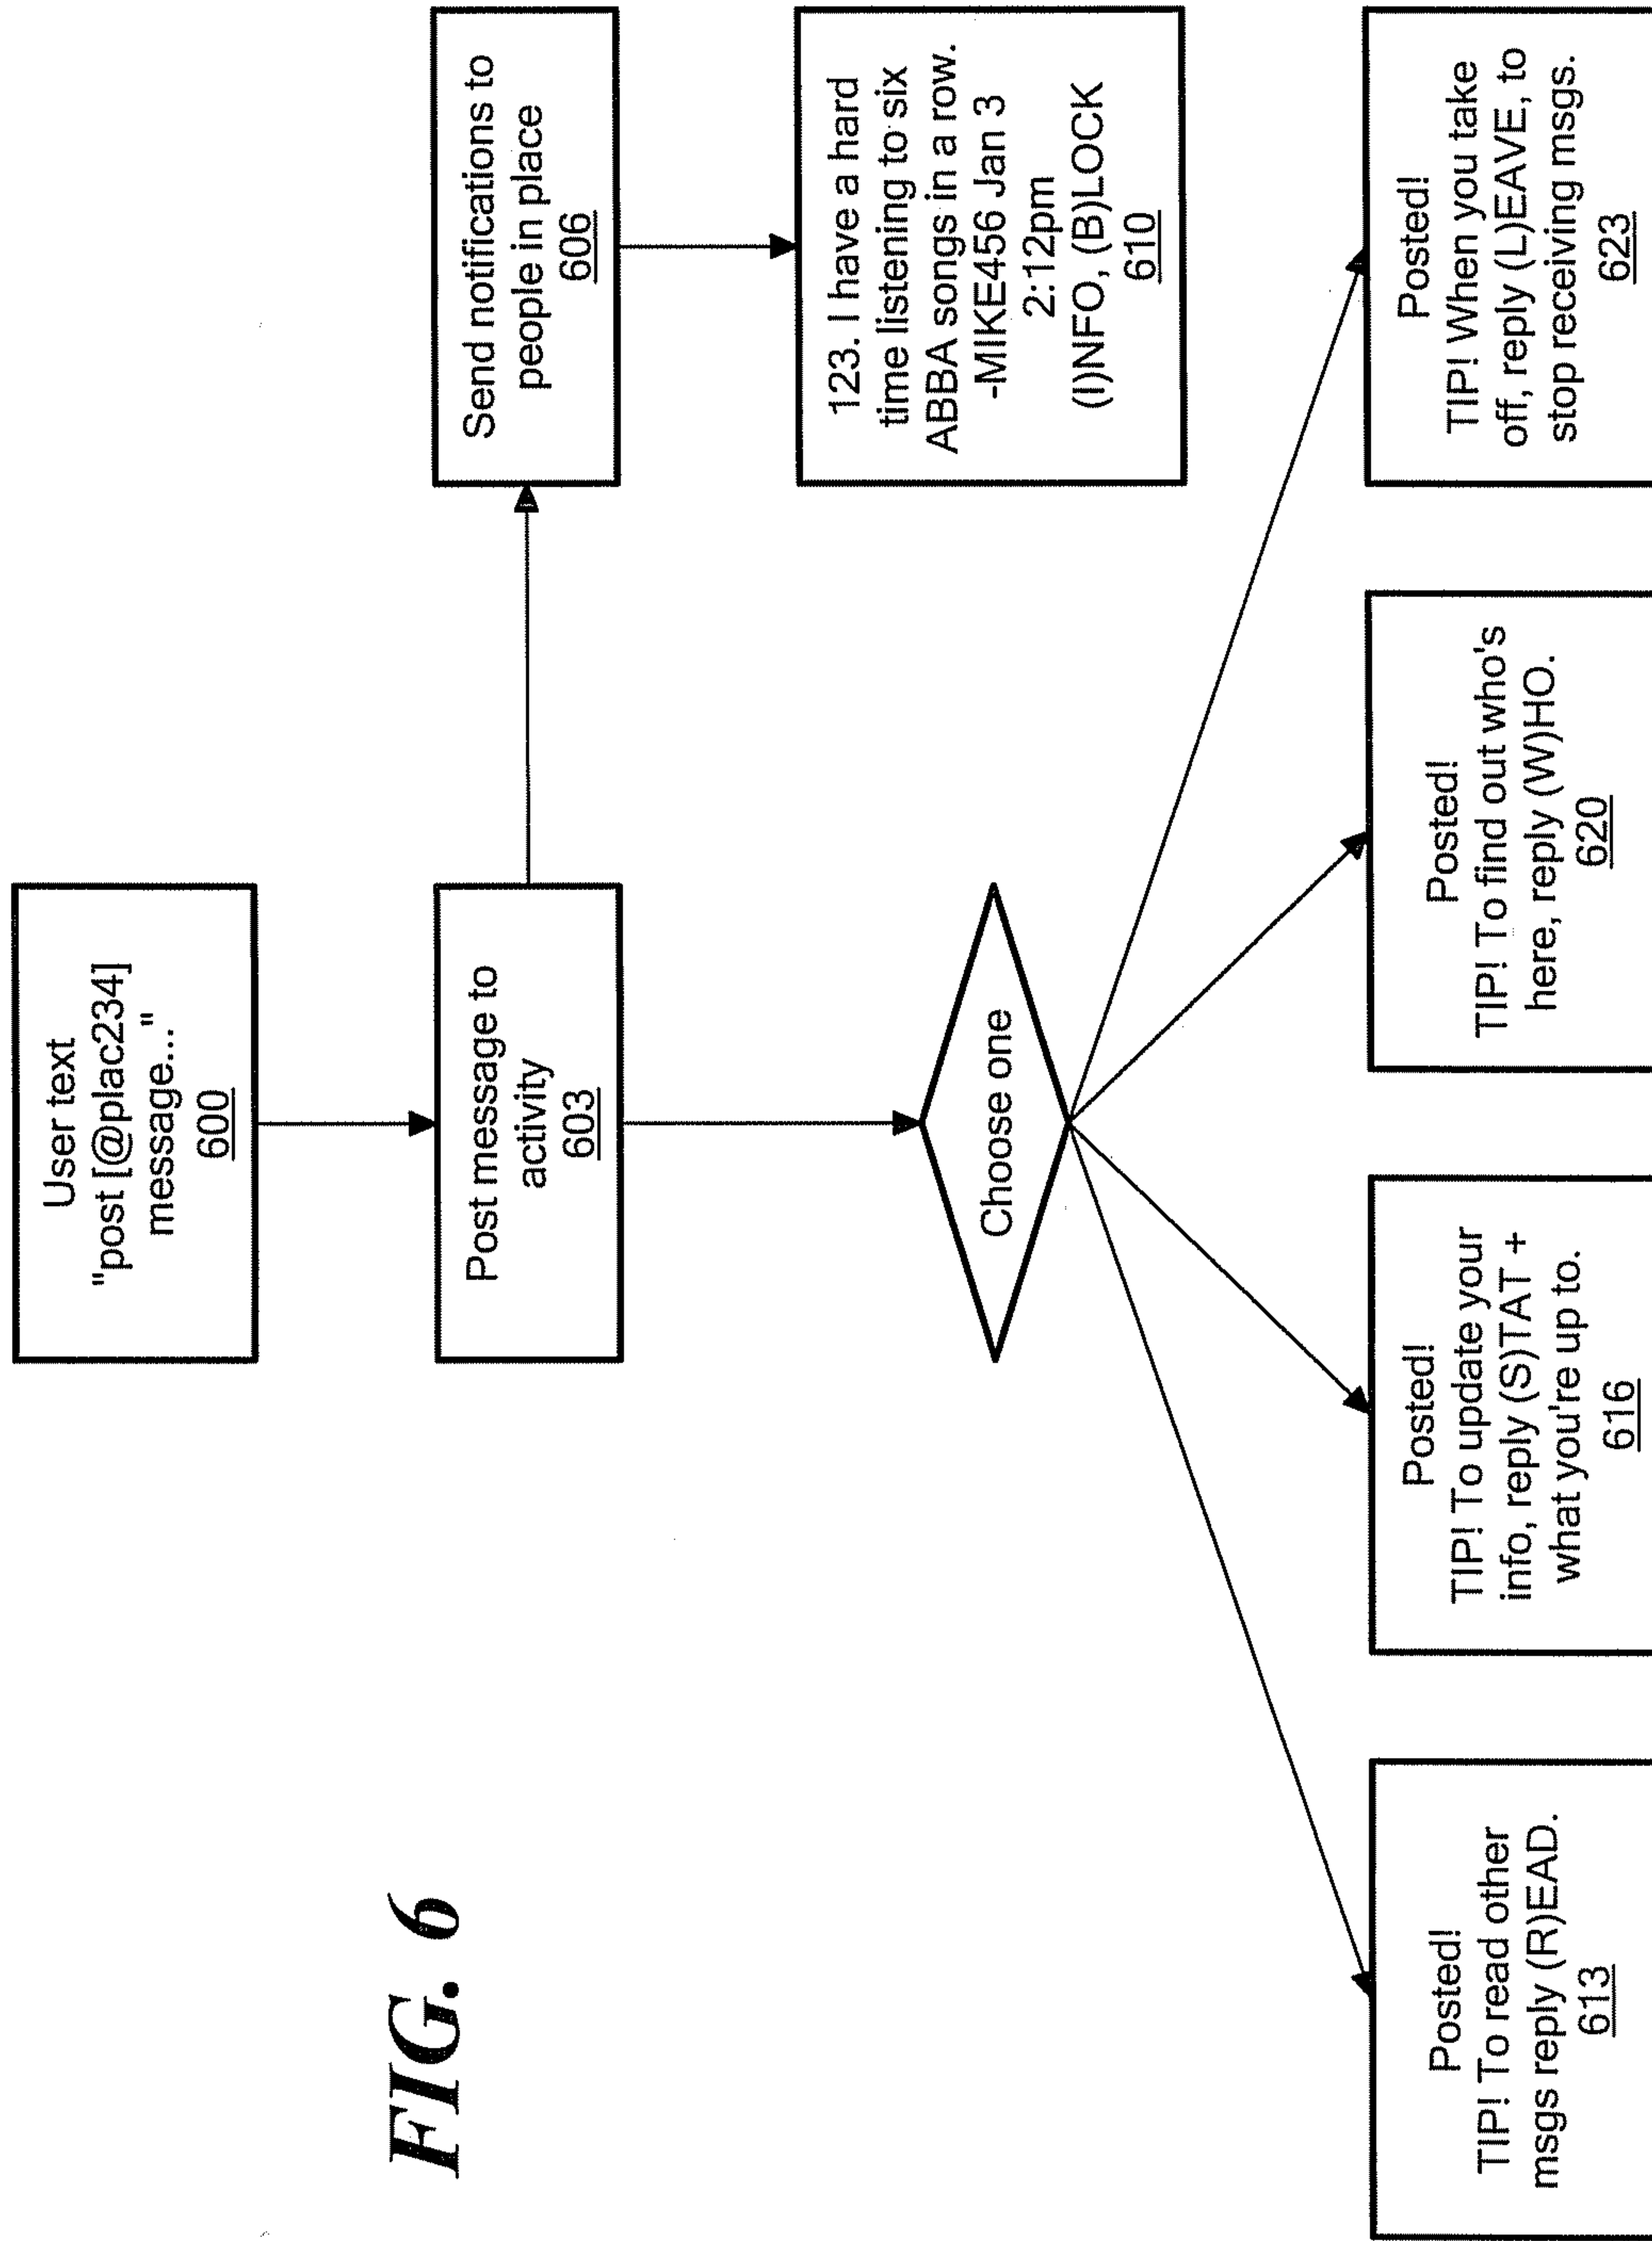 FIG. 6
User text
"post [@plac234]
message..."
600
Post message to
activity
603
Send notifications to
people in place
606
123. I have a hard
time listening to six
ABBA songs in a row.
-MIKE456 Jan 3
2:12pm
(I)NFO, (B)LOCK
610
Choose one
Posted!
TIP! To read other
msgs reply (R)EAD.
613
Posted!
TIP! To update your
info, reply (S)TAT +
what you're up to.
616
Posted!
TIP! To find out who's
here, reply (W)HO.
620
Posted!
TIP! When you take
off, reply (L)EAVE, to
stop receiving msgs.
623